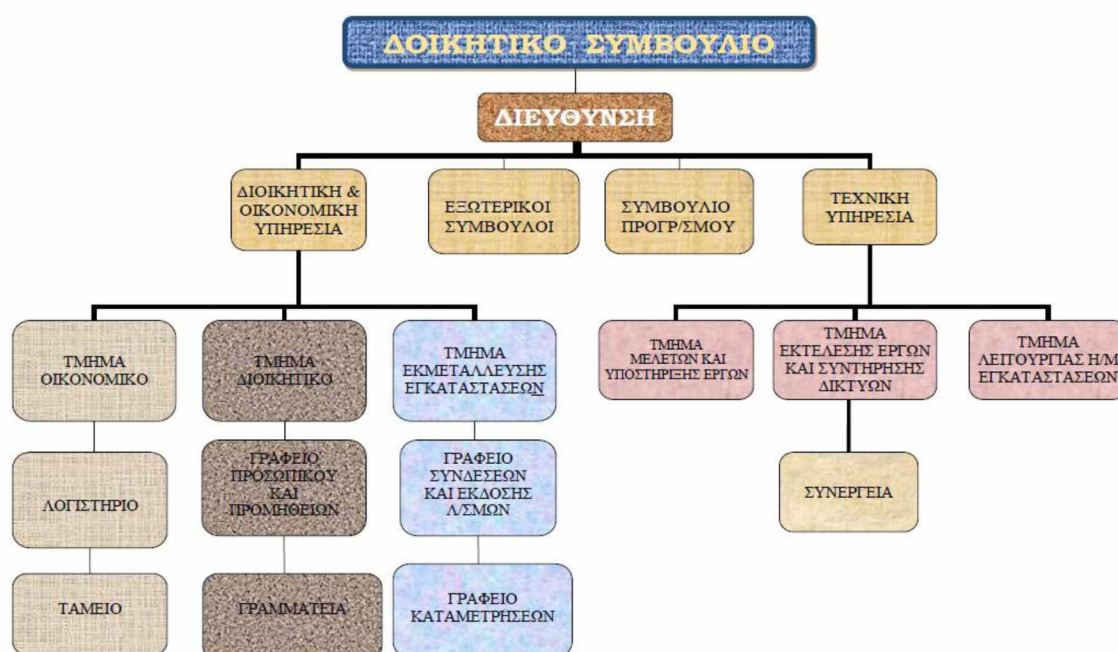 ΔΟΙΚΗΤΙΚΟ ΣΥΜΒΟΥΛΙΟ
ΔΙΕΥΘΥΝΣΗ
ΔΙΟΙΚΗΤΙΚΗ &
ΟΙΚΟΝΟΜΙΚΗ
ΥΠΗΡΕΣΙΑ
ΕΞΩΤΕΡΙΚΟΙ
ΣΥΜΒΟΥΛΟΙ
ΣΥΜΒΟΥΛΙΟ
ΠΡΟΓΡ/ΣΜΟΥ
ΤΕΧΝΙΚΗ
ΥΠΗΡΕΣΙΑ
ΤΜΗΜΑ
ΟΙΚΟΝΟΜΙΚΟ
ΤΜΗΜΑ
ΔΙΟΙΚΗΤΙΚΟ
ΤΜΗΜΑ
ΕΚΜΕΤΑΛΛΕΥΣΗΣ
ΕΓΚΑΤΑΣΤΑΣΕΩΝ
ΤΜΗΜΑ
ΜΕΛΕΤΩΝ ΚΑΙ
ΥΠΟΣΤΗΡΙΞΗΣ ΕΡΓΩΝ
ΤΜΗΜΑ
ΕΚΤΕΛΕΣΗΣ ΕΡΓΩΝ
ΚΑΙ ΣΥΝΤΗΡΗΣΗΣ
ΔΙΚΤΥΩΝ
ΤΜΗΜΑ
ΛΕΙΤΟΥΡΓΙΑΣ Η/Μ
ΕΓΚΑΤΑΣΤΑΣΕΩΝ
ΛΟΓΙΣΤΗΡΙΟ
ΓΡΑΦΕΙΟ
ΠΡΟΣΩΠΙΚΟΥ
ΚΑΙ
ΠΡΟΜΗΘΕΙΩΝ
ΓΡΑΦΕΙΟ
ΣΥΝΔΕΣΕΩΝ
ΚΑΙ ΕΚΔΟΣΗΣ
Λ/ΣΜΩΝ
ΣΥΝΕΡΓΕΙΑ
ΤΑΜΕΙΟ
ΓΡΑΜΜΑΤΕΙΑ
ΓΡΑΦΕΙΟ
ΚΑΤΑΜΕΤΡΗΣΕΩΝ